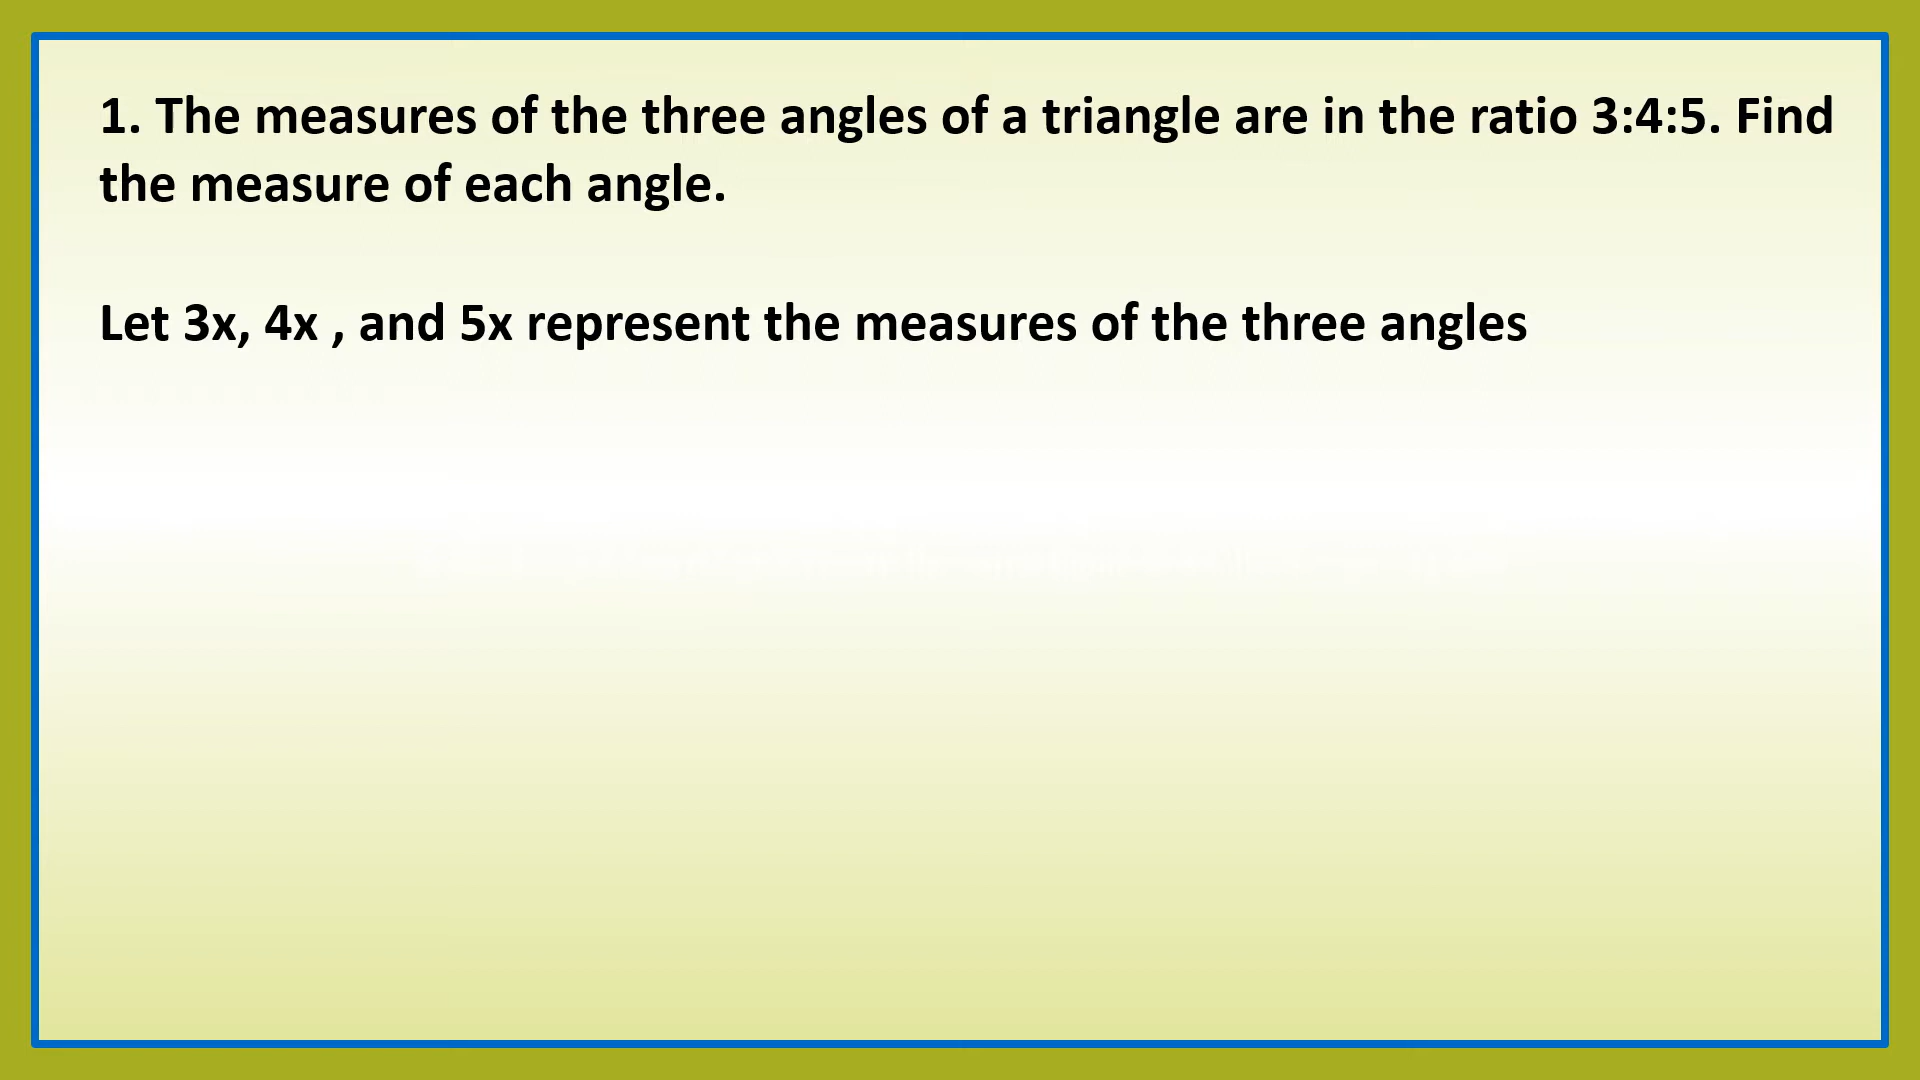 1. The measures of the three angles of a triangle are in the ratio 3:4:5. Find
the measure of each angle.
Let 3x, 4x , and 5x represent the measures of the three angles